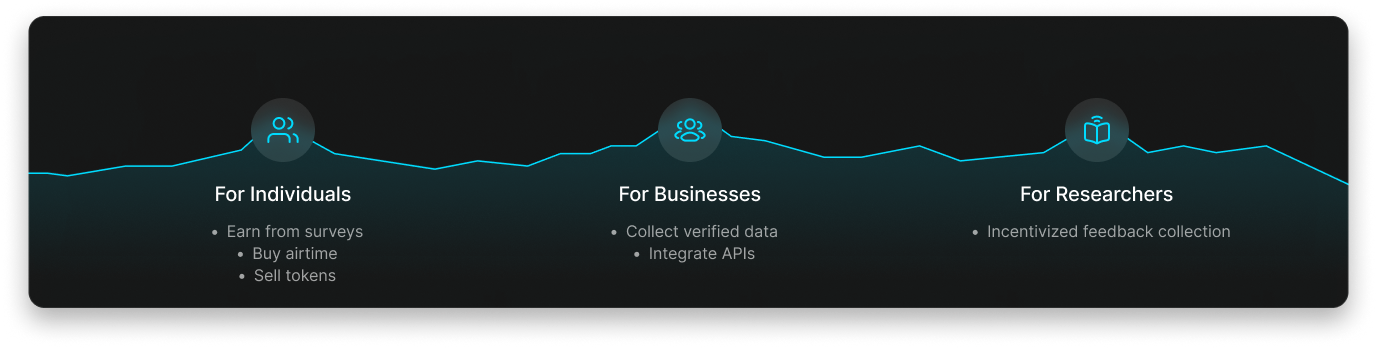 For Individuals
• Earn from surveys
• Buy airtime
• Sell tokens
For Businesses
• Collect verified data
• Integrate APIs
For Researchers
• Incentivized feedback collection